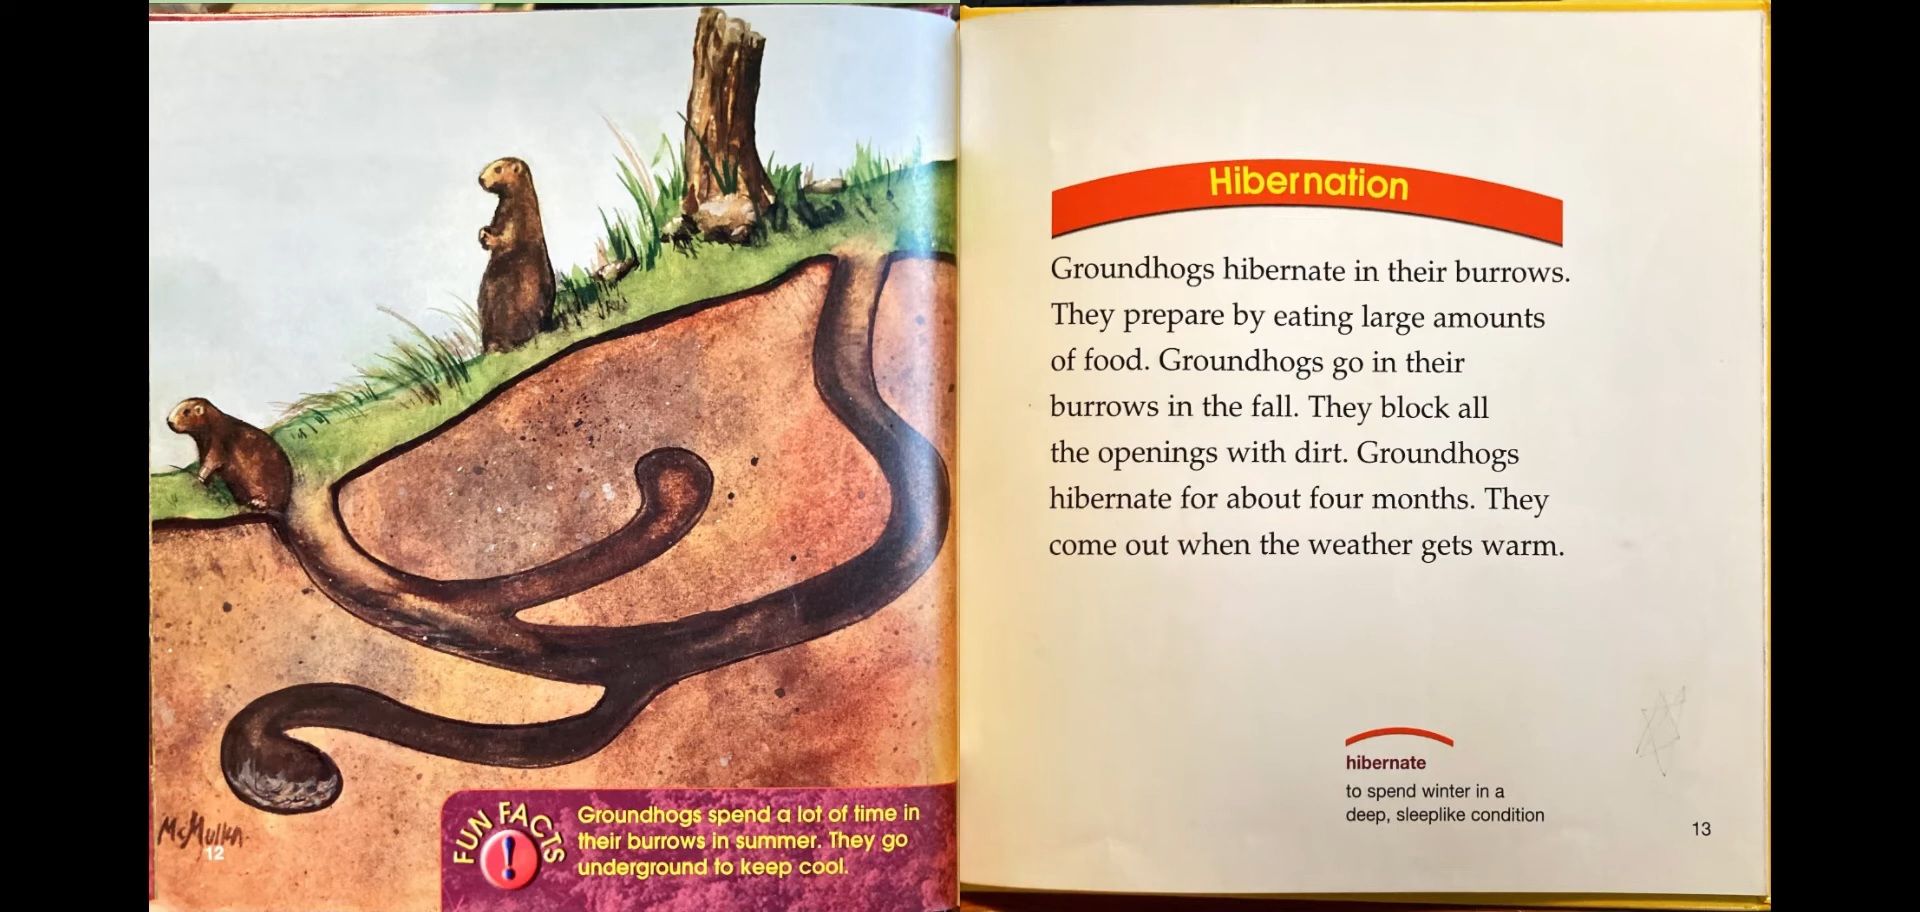 McMulkn
12
FUN FACTS
!
Groundhogs spend a lot of time in
their burrows in summer. They go
underground to keep cool.
Hibernation
Groundhogs hibernate in their burrows.
They prepare by eating large amounts
of food. Groundhogs go in their
burrows in the fall. They block all
the openings with dirt. Groundhogs
hibernate for about four months. They
come out when the weather gets warm.
hibernate
to spend winter in a
deep, sleeplike condition
13